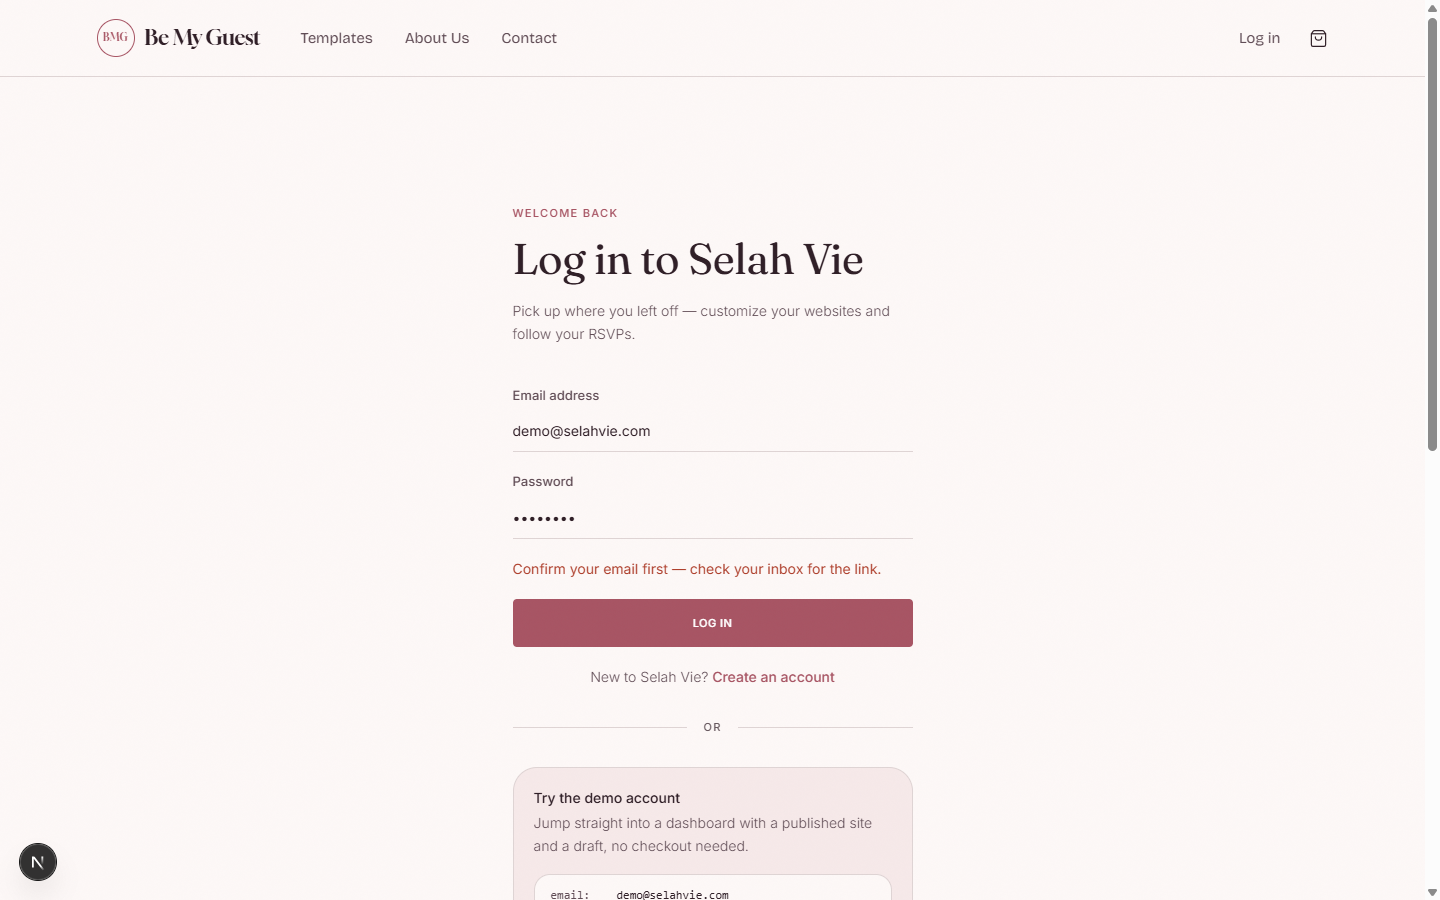 BMG Be My Guest Templates About Us Contact Log in
WELCOME BACK
Log in to Selah Vie
Pick up where you left off — customize your websites and
follow your RSVPs.
Email address
demo@selahvie.com
Password
••••••••
Confirm your email first — check your inbox for the link.
LOG IN
New to Selah Vie? Create an account
OR
Try the demo account
Jump straight into a dashboard with a published site
and a draft, no checkout needed.
N
email: demo@selahvie.com